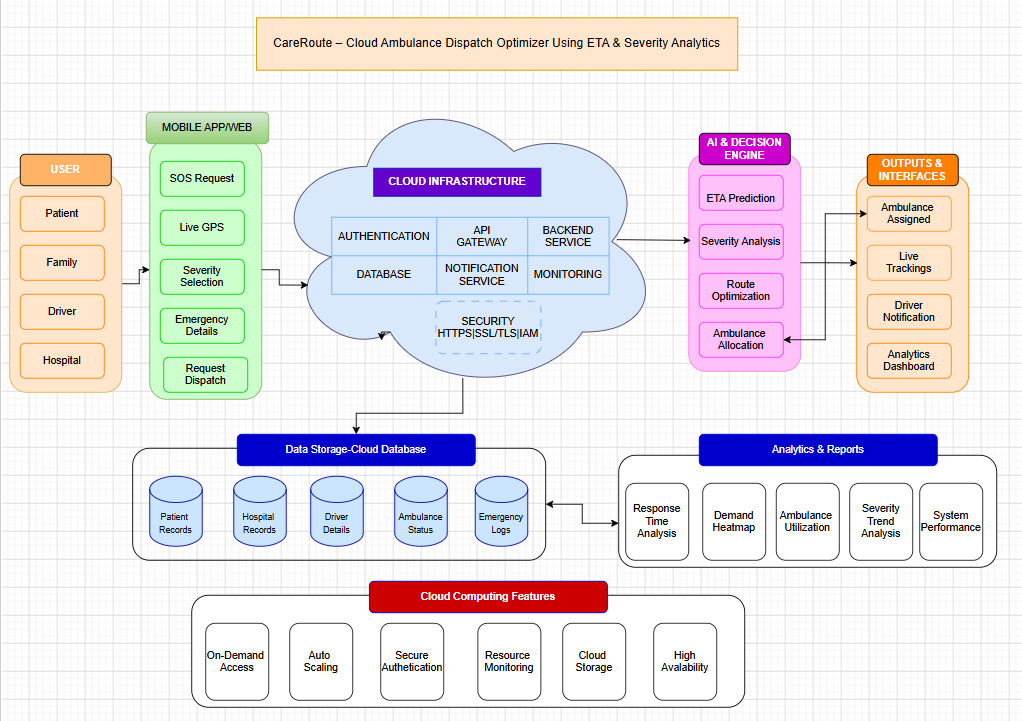 CareRoute – Cloud Ambulance Dispatch Optimizer Using ETA & Severity Analytics
USER
Patient
Family
Driver
Hospital
MOBILE APP/WEB
SOS Request
Live GPS
Severity
Selection
Emergency
Details
Request
Dispatch
CLOUD INFRASTRUCTURE
AUTHENTICATION
API
GATEWAY
BACKEND
SERVICE
DATABASE
NOTIFICATION
SERVICE
MONITORING
SECURITY
HTTPS|SSL/TLS|IAM
AI & DECISION
ENGINE
ETA Prediction
Severity Analysis
Route
Optimization
Ambulance
Allocation
OUTPUTS &
INTERFACES
Ambulance
Assigned
Live
Trackings
Driver
Notification
Analytics
Dashboard
Data Storage-Cloud Database
Patient
Records
Hospital
Records
Driver
Details
Ambulance
Status
Emergency
Logs
Analytics & Reports
Response
Time
Analysis
Demand
Heatmap
Ambulance
Utilization
Severity
Trend
Analysis
System
Performance
Cloud Computing Features
On-Demand
Access
Auto
Scaling
Secure
Authetication
Resource
Monitoring
Cloud
Storage
High
Avalability